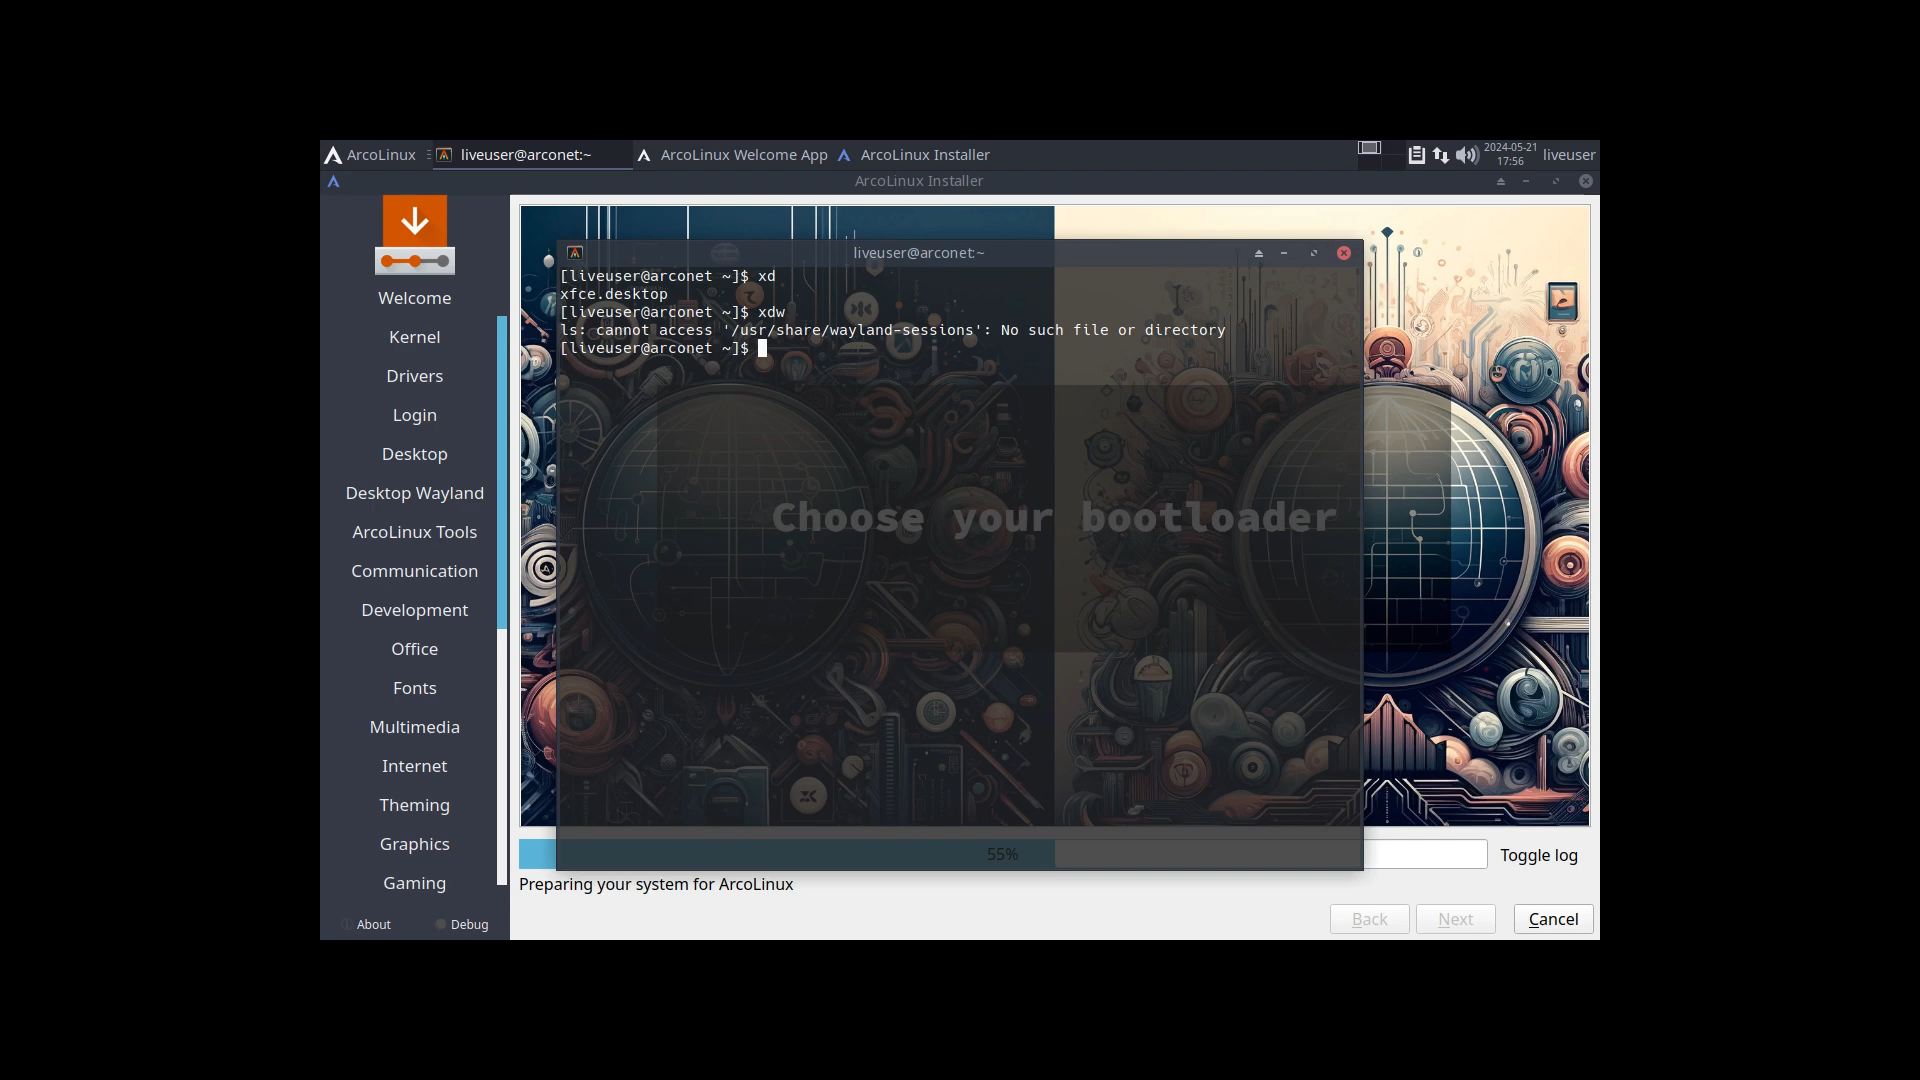 ArcoLinux
liveuser@arconet:~
ArcoLinux Welcome App
ArcoLinux Installer
2024-05-21
17:56
liveuser
ArcoLinux Installer
Welcome
Kernel
Drivers
Login
Desktop
Desktop Wayland
ArcoLinux Tools
Communication
Development
Office
Fonts
Multimedia
Internet
Theming
Graphics
Gaming
About
Debug
liveuser@arconet:~
[liveuser@arconet ~]$ xd
xfce.desktop
[liveuser@arconet ~]$ xdw
ls: cannot access '/usr/share/wayland-sessions': No such file or directory
[liveuser@arconet ~]$
Choose your bootloader
55%
Toggle log
Preparing your system for ArcoLinux
Back
Next
Cancel